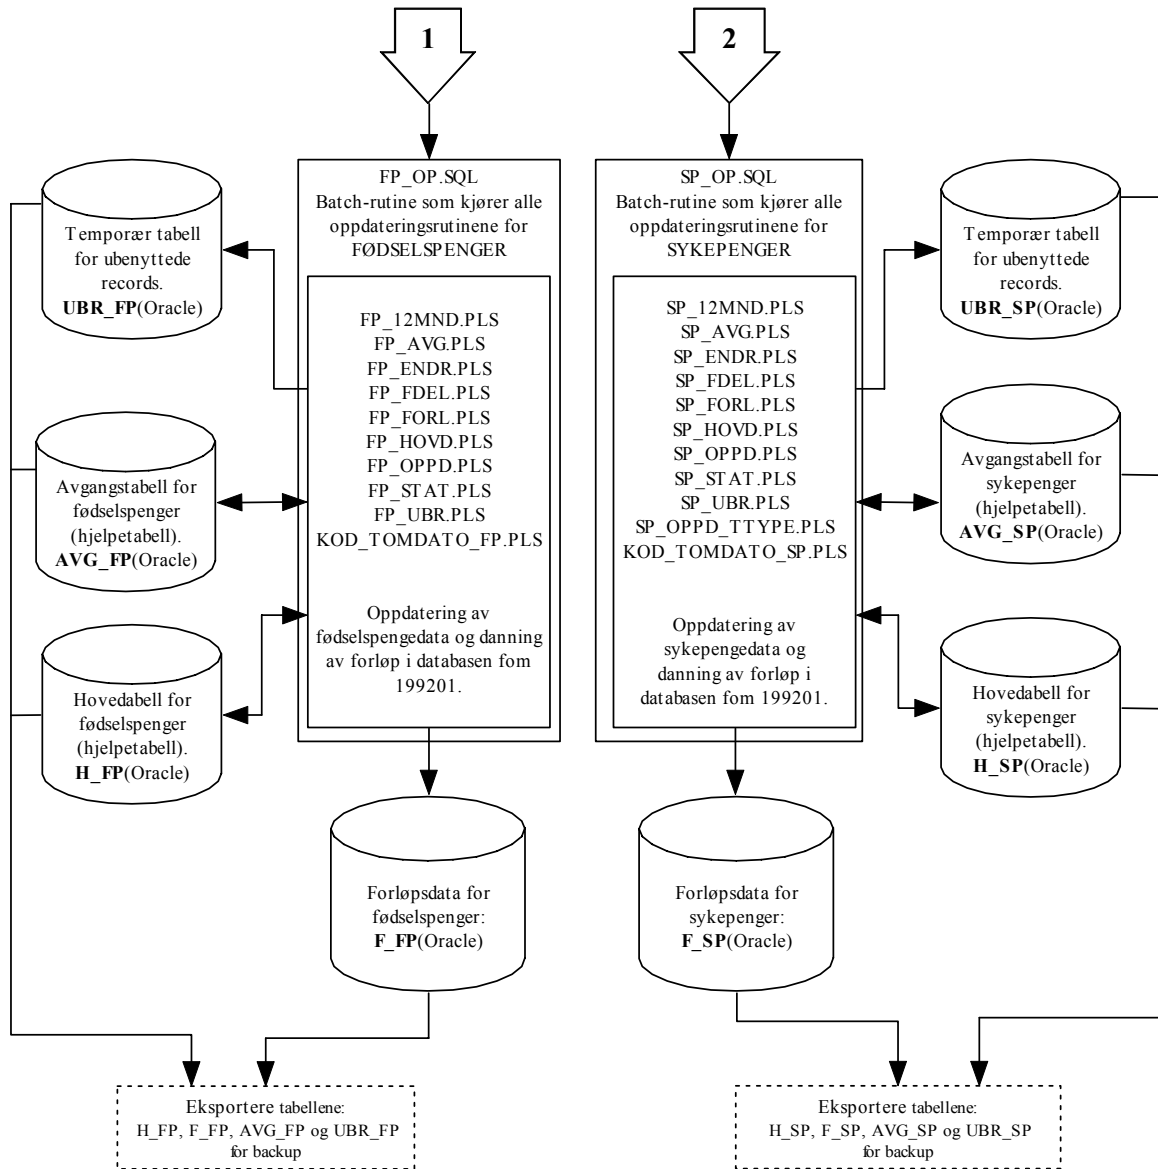 1
2
FP_OP.SQL
Batch-rutine som kjører alle
oppdateringsrutinene for
FØDSELSPENGER
FP_12MND.PLS
FP_AVG.PLS
FP_ENDR.PLS
FP_FDEL.PLS
FP_FORL.PLS
FP_HOVD.PLS
FP_OPPD.PLS
FP_STAT.PLS
FP_UBR.PLS
KOD_TOMDATO_FP.PLS
Oppdatering av
fødselspengedata og danning
av forløp i databasen fom
199201.
Temporær tabell
for ubenyttede
records.
UBR_FP(Oracle)
Avgangstabell for
fødselspenger
(hjelpetabell).
AVG_FP(Oracle)
Hovedabell for
fødselspenger
(hjelpetabell).
H_FP(Oracle)
Forløpsdata for
fødselspenger:
F_FP(Oracle)
Eksportere tabellene:
H_FP, F_FP, AVG_FP og UBR_FP
for backup
SP_OP.SQL
Batch-rutine som kjører alle
oppdateringsrutinene for
SYKEPENGER
SP_12MND.PLS
SP_AVG.PLS
SP_ENDR.PLS
SP_FDEL.PLS
SP_FORL.PLS
SP_HOVD.PLS
SP_OPPD.PLS
SP_STAT.PLS
SP_UBR.PLS
SP_OPPD_TTYPE.PLS
KOD_TOMDATO_SP.PLS
Oppdatering av
sykepengedata og
danning av forløp i
databasen fom 199201.
Temporær tabell
for ubenyttede
records.
UBR_SP(Oracle)
Avgangstabell for
sykepenger
(hjelpetabell).
AVG_SP(Oracle)
Hovedabell for
sykepenger
(hjelpetabell).
H_SP(Oracle)
Forløpsdata for
sykepenger:
F_SP(Oracle)
Eksportere tabellene:
H_SP, F_SP, AVG_SP og UBR_SP
for backup